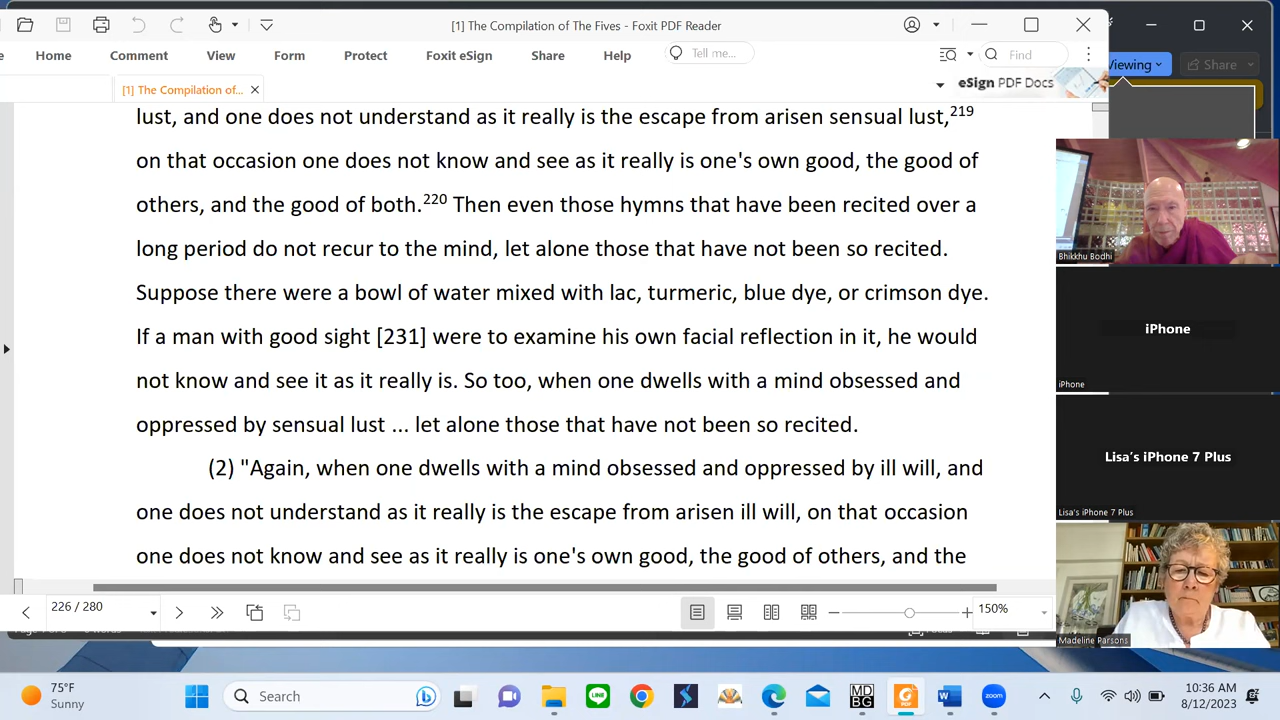 [1] The Compilation of The Fives - Foxit PDF Reader
Home Comment View Form Protect Foxit eSign Share Help Tell me... Find
Viewing Share
[1] The Compilation of... eSign PDF Docs
lust, and one does not understand as it really is the escape from arisen sensual lust,219
on that occasion one does not know and see as it really is one's own good, the good of
others, and the good of both.220 Then even those hymns that have been recited over a
long period do not recur to the mind, let alone those that have not been so recited.
Suppose there were a bowl of water mixed with lac, turmeric, blue dye, or crimson dye.
If a man with good sight [231] were to examine his own facial reflection in it, he would
not know and see it as it really is. So too, when one dwells with a mind obsessed and
oppressed by sensual lust ... let alone those that have not been so recited.
(2) "Again, when one dwells with a mind obsessed and oppressed by ill will, and
one does not understand as it really is the escape from arisen ill will, on that occasion
one does not know and see as it really is one's own good, the good of others, and the
Bhikkhu Bodhi
iPhone
iPhone
Lisa's iPhone 7 Plus
Lisa's iPhone 7 Plus
Madeline Parsons
226 / 280
150%
75°F
Sunny
Search
LINE
MD
BG
PDF
zoom
10:36 AM
8/12/2023